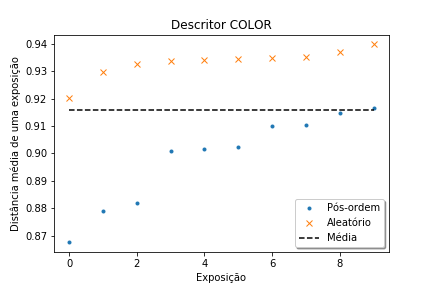 Descritor COLOR
Distância média de uma exposição
0.94
0.93
0.92
0.91
0.90
0.89
0.88
0.87
0 2 4 6 8
Exposição
Pós-ordem
Aleatório
Média